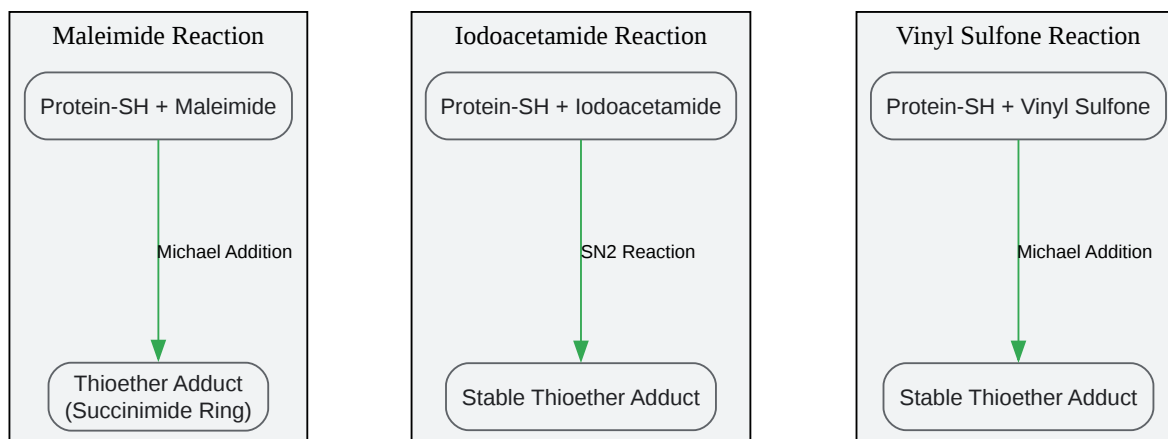 Maleimide Reaction
Protein-SH + Maleimide
Michael Addition
Thioether Adduct
(Succinimide Ring)
Iodoacetamide Reaction
Protein-SH + Iodoacetamide
SN2 Reaction
Stable Thioether Adduct
Vinyl Sulfone Reaction
Protein-SH + Vinyl Sulfone
Michael Addition
Stable Thioether Adduct